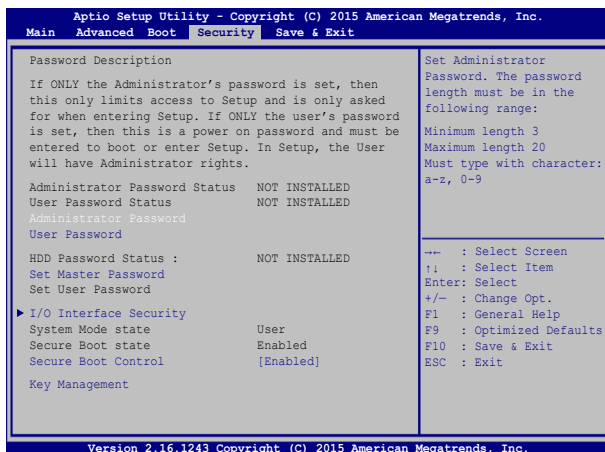 Aptio Setup Utility - Copyright (C) 2015 American Megatrends, Inc.
Main Advanced Boot Security Save & Exit
Password Description
If ONLY the Administrator's password is set, then
this only limits access to Setup and is only asked
for when entering Setup. If ONLY the user's password
is set, then this is a power on password and must be
entered to boot or enter Setup. In Setup, the User
will have Administrator rights.
Administrator Password Status NOT INSTALLED
User Password Status NOT INSTALLED
Administrator Password
User Password
HDD Password Status : NOT INSTALLED
Set Master Password
Set User Password
I/O Interface Security
System Mode state User
Secure Boot state Enabled
Secure Boot Control [Enabled]
Key Management
Set Administrator
Password. The password
length must be in the
following range:
Minimum length 3
Maximum length 20
Must type with character:
a-z, 0-9
→← : Select Screen
↑↓ : Select Item
Enter: Select
+/— : Change Opt.
F1 : General Help
F9 : Optimized Defaults
F10 : Save & Exit
ESC : Exit
Version 2.16.1243 Copyright (C) 2015 American Megatrends, Inc.